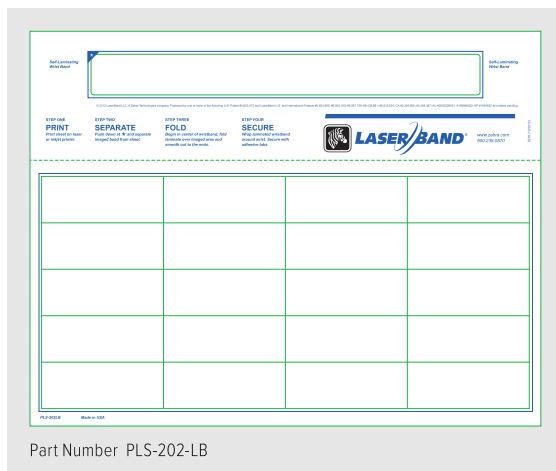 Self-Laminating
Wrist Band
Self-Laminating
Wrist Band
STEP ONE
PRINT
Print sheet on laser
or inkjet printer.
STEP TWO
SEPARATE
Push down at ★ and separate
imaged band from sheet.
STEP THREE
FOLD
Begin in center of wristband, fold
laminate over imaged area and
smooth out to the ends.
STEP FOUR
SECURE
Wrap laminated wristband
around wrist. Secure with
adhesive tabs.
LASERBAND®
www.zebra.com
800.238.0870
Made in USA
Part Number PLS-202-LB